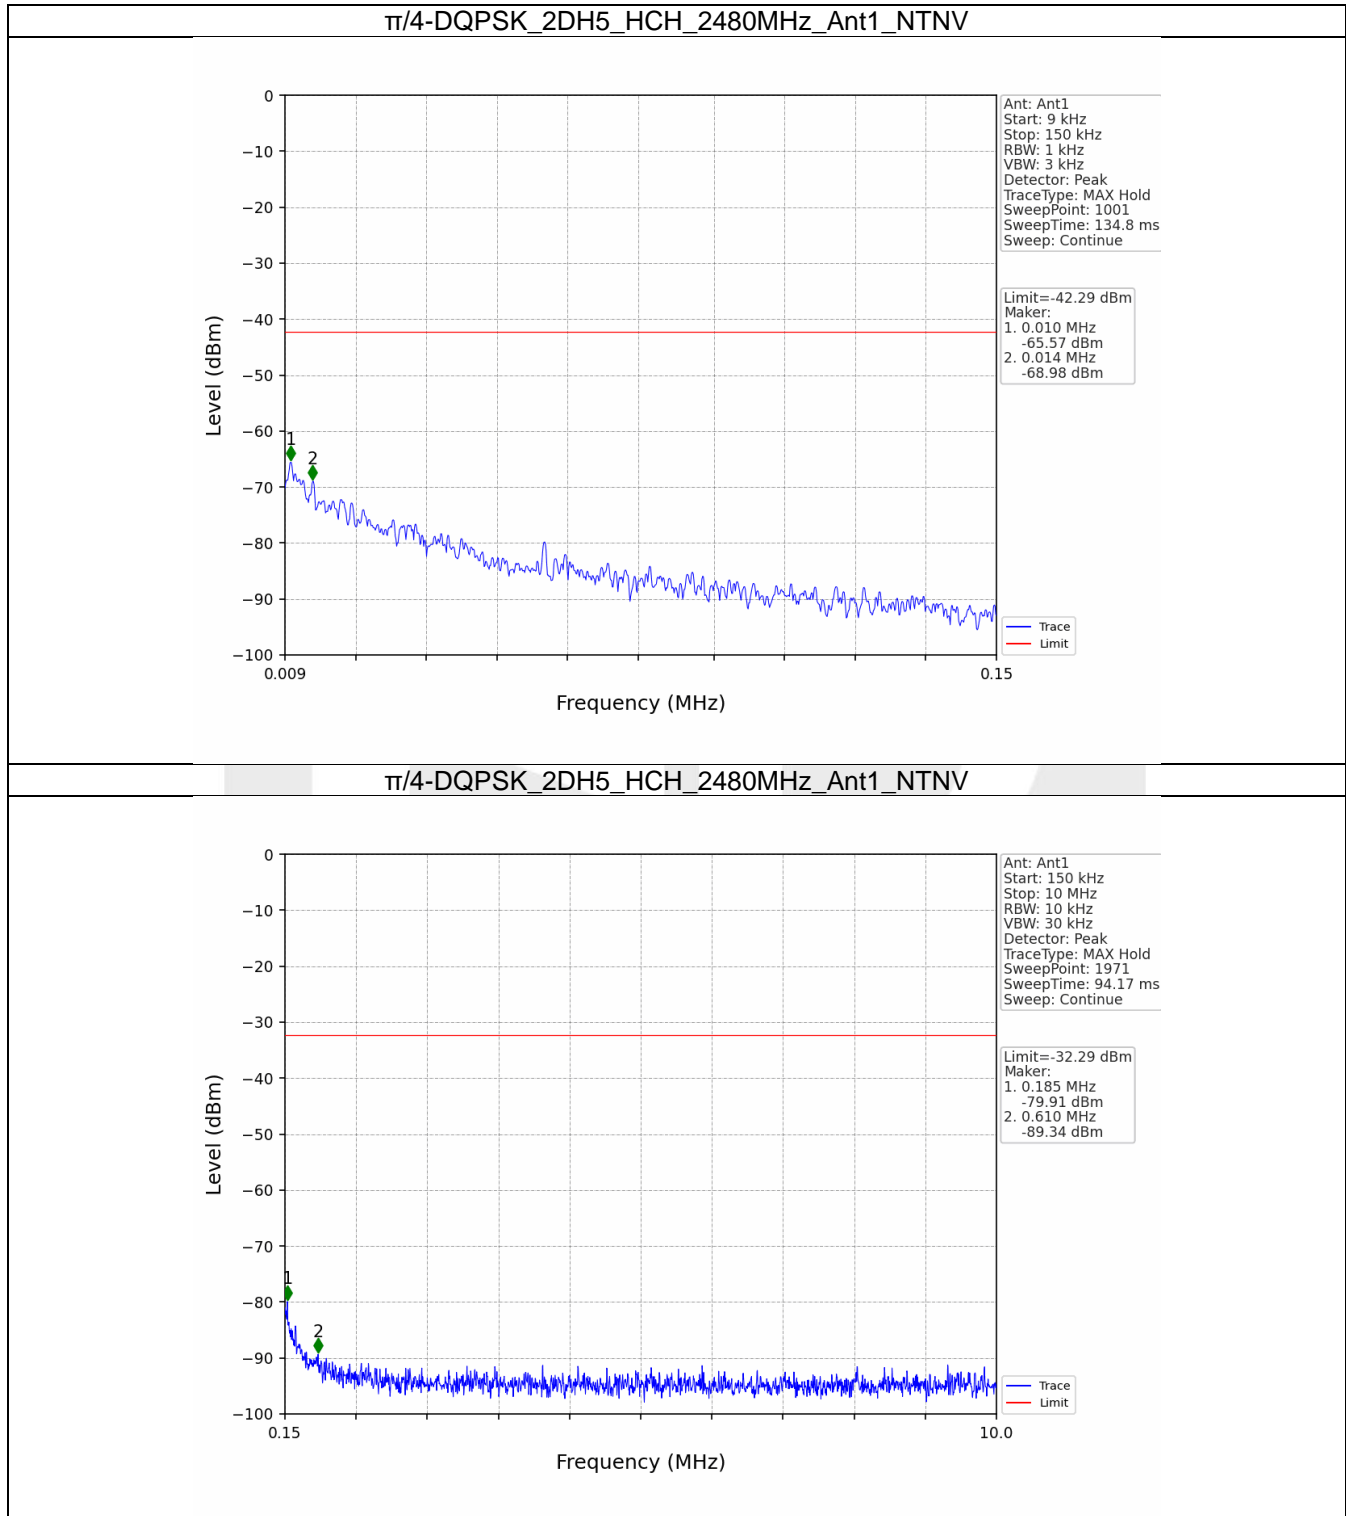 π/4-DQPSK_2DH5_HCH_2480MHz_Ant1_NTNV
0
−10
−20
−30
−40
−50
−60
−70
−80
−90
−100
Level (dBm)
1
2
0.009
0.15
Frequency (MHz)
Ant: Ant1
Start: 9 kHz
Stop: 150 kHz
RBW: 1 kHz
VBW: 3 kHz
Detector: Peak
TraceType: MAX Hold
SweepPoint: 1001
SweepTime: 134.8 ms
Sweep: Continue
Limit=-42.29 dBm
Maker:
1. 0.010 MHz
-65.57 dBm
2. 0.014 MHz
-68.98 dBm
Trace
Limit
π/4-DQPSK_2DH5_HCH_2480MHz_Ant1_NTNV
0
−10
−20
−30
−40
−50
−60
−70
−80
−90
−100
Level (dBm)
1
2
0.15
10.0
Frequency (MHz)
Ant: Ant1
Start: 150 kHz
Stop: 10 MHz
RBW: 10 kHz
VBW: 30 kHz
Detector: Peak
TraceType: MAX Hold
SweepPoint: 1971
SweepTime: 94.17 ms
Sweep: Continue
Limit=-32.29 dBm
Maker:
1. 0.185 MHz
-79.91 dBm
2. 0.610 MHz
-89.34 dBm
Trace
Limit